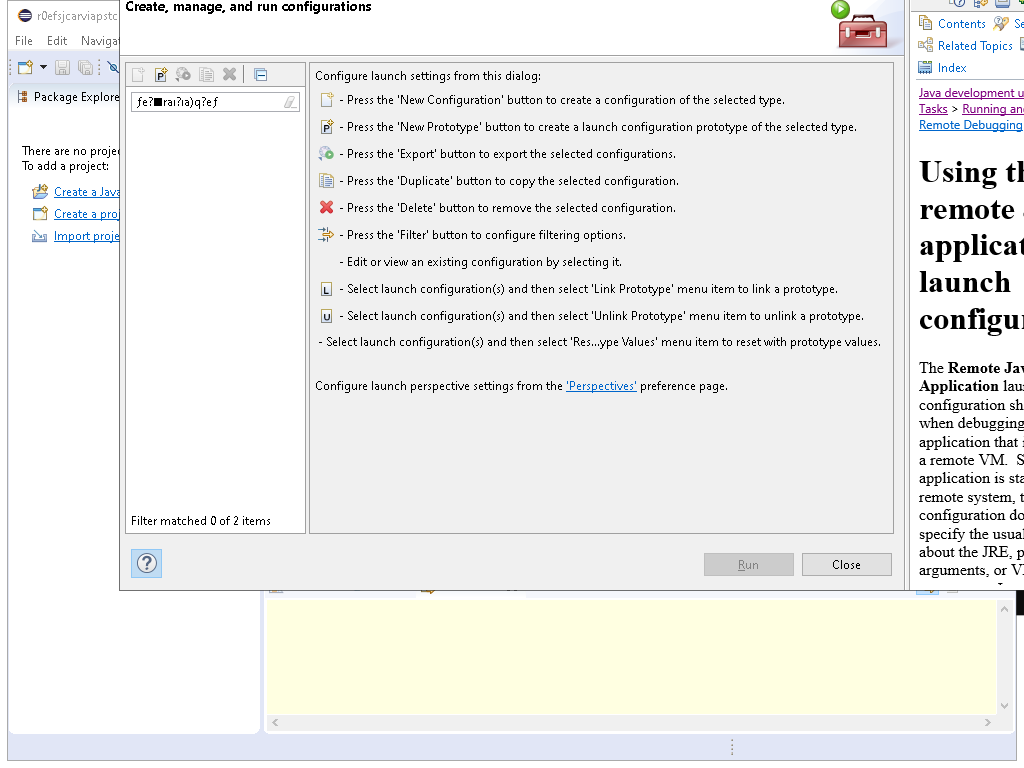 r0efsjcarviapstc
File Edit Naviga
Package Explore
There are no proje
To add a project:
Create a Java
Create a proj
Import proje
Create, manage, and run configurations
ƒe?■raı?ıa)q?eƒ
Filter matched 0 of 2 items
Configure launch settings from this dialog:
- Press the 'New Configuration' button to create a configuration of the selected type.
- Press the 'New Prototype' button to create a launch configuration prototype of the selected type.
- Press the 'Export' button to export the selected configurations.
- Press the 'Duplicate' button to copy the selected configuration.
- Press the 'Delete' button to remove the selected configuration.
- Press the 'Filter' button to configure filtering options.
- Edit or view an existing configuration by selecting it.
- Select launch configuration(s) and then select 'Link Prototype' menu item to link a prototype.
- Select launch configuration(s) and then select 'Unlink Prototype' menu item to unlink a prototype.
- Select launch configuration(s) and then select 'Res...ype Values' menu item to reset with prototype values.
Configure launch perspective settings from the 'Perspectives' preference page.
Run Close
Contents Se
Related Topics
Index
Java development u
Tasks > Running and
Remote Debugging
Using th
remote
applicat
launch
configur
The Remote Jav
Application laun
configuration sh
when debugging
application that i
a remote VM. S
application is sta
remote system, t
configuration do
specify the usual
about the JRE, p
arguments, or V